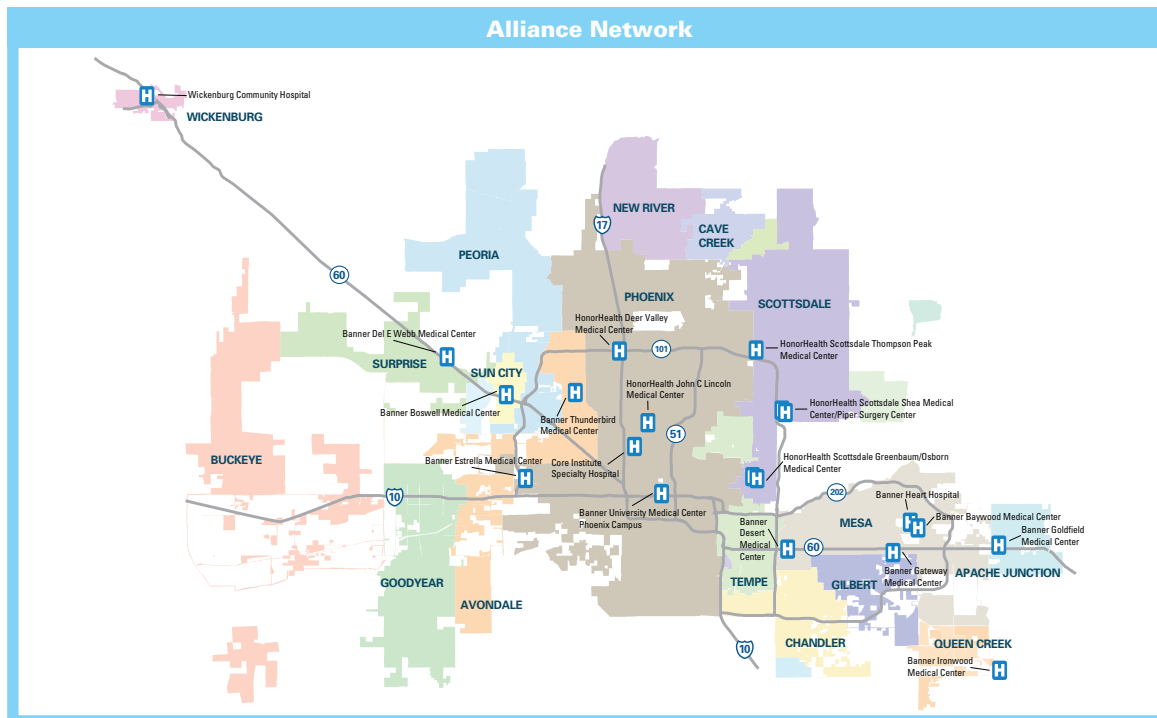 Alliance Network
H
Wickenburg Community Hospital
WICKENBURG
NEW RIVER
17
CAVE
CREEK
PEORIA
60
PHOENIX
SCOTTSDALE
HonorHealth Deer Valley
Medical Center
Banner Del E Webb Medical Center
H
H
101
H
HonorHealth Scottsdale Thompson Peak
Medical Center
SURPRISE
SUN CITY
HonorHealth John C Lincoln
Medical Center
H
H
Banner Boswell Medical Center
Banner Thunderbird
Medical Center
H
H
HonorHealth Scottsdale Shea Medical
Center/Piper Surgery Center
51
H
BUCKEYE
Banner Estrella Medical Center
H
Core Institute
Specialty Hospital
H
HonorHealth Scottsdale Greenbaum/Osborn
Medical Center
10
H
202
Banner Heart Hospital
Banner University Medical Center
Phoenix Campus
Banner
Desert
Medical
Center
MESA
H
H
Banner Baywood Medical Center
Banner Goldfield
Medical Center
H
60
H
H
Banner Gateway
Medical Center
APACHE JUNCTION
GOODYEAR
TEMPE
GILBERT
AVONDALE
10
CHANDLER
QUEEN CREEK
Banner Ironwood
Medical Center
H